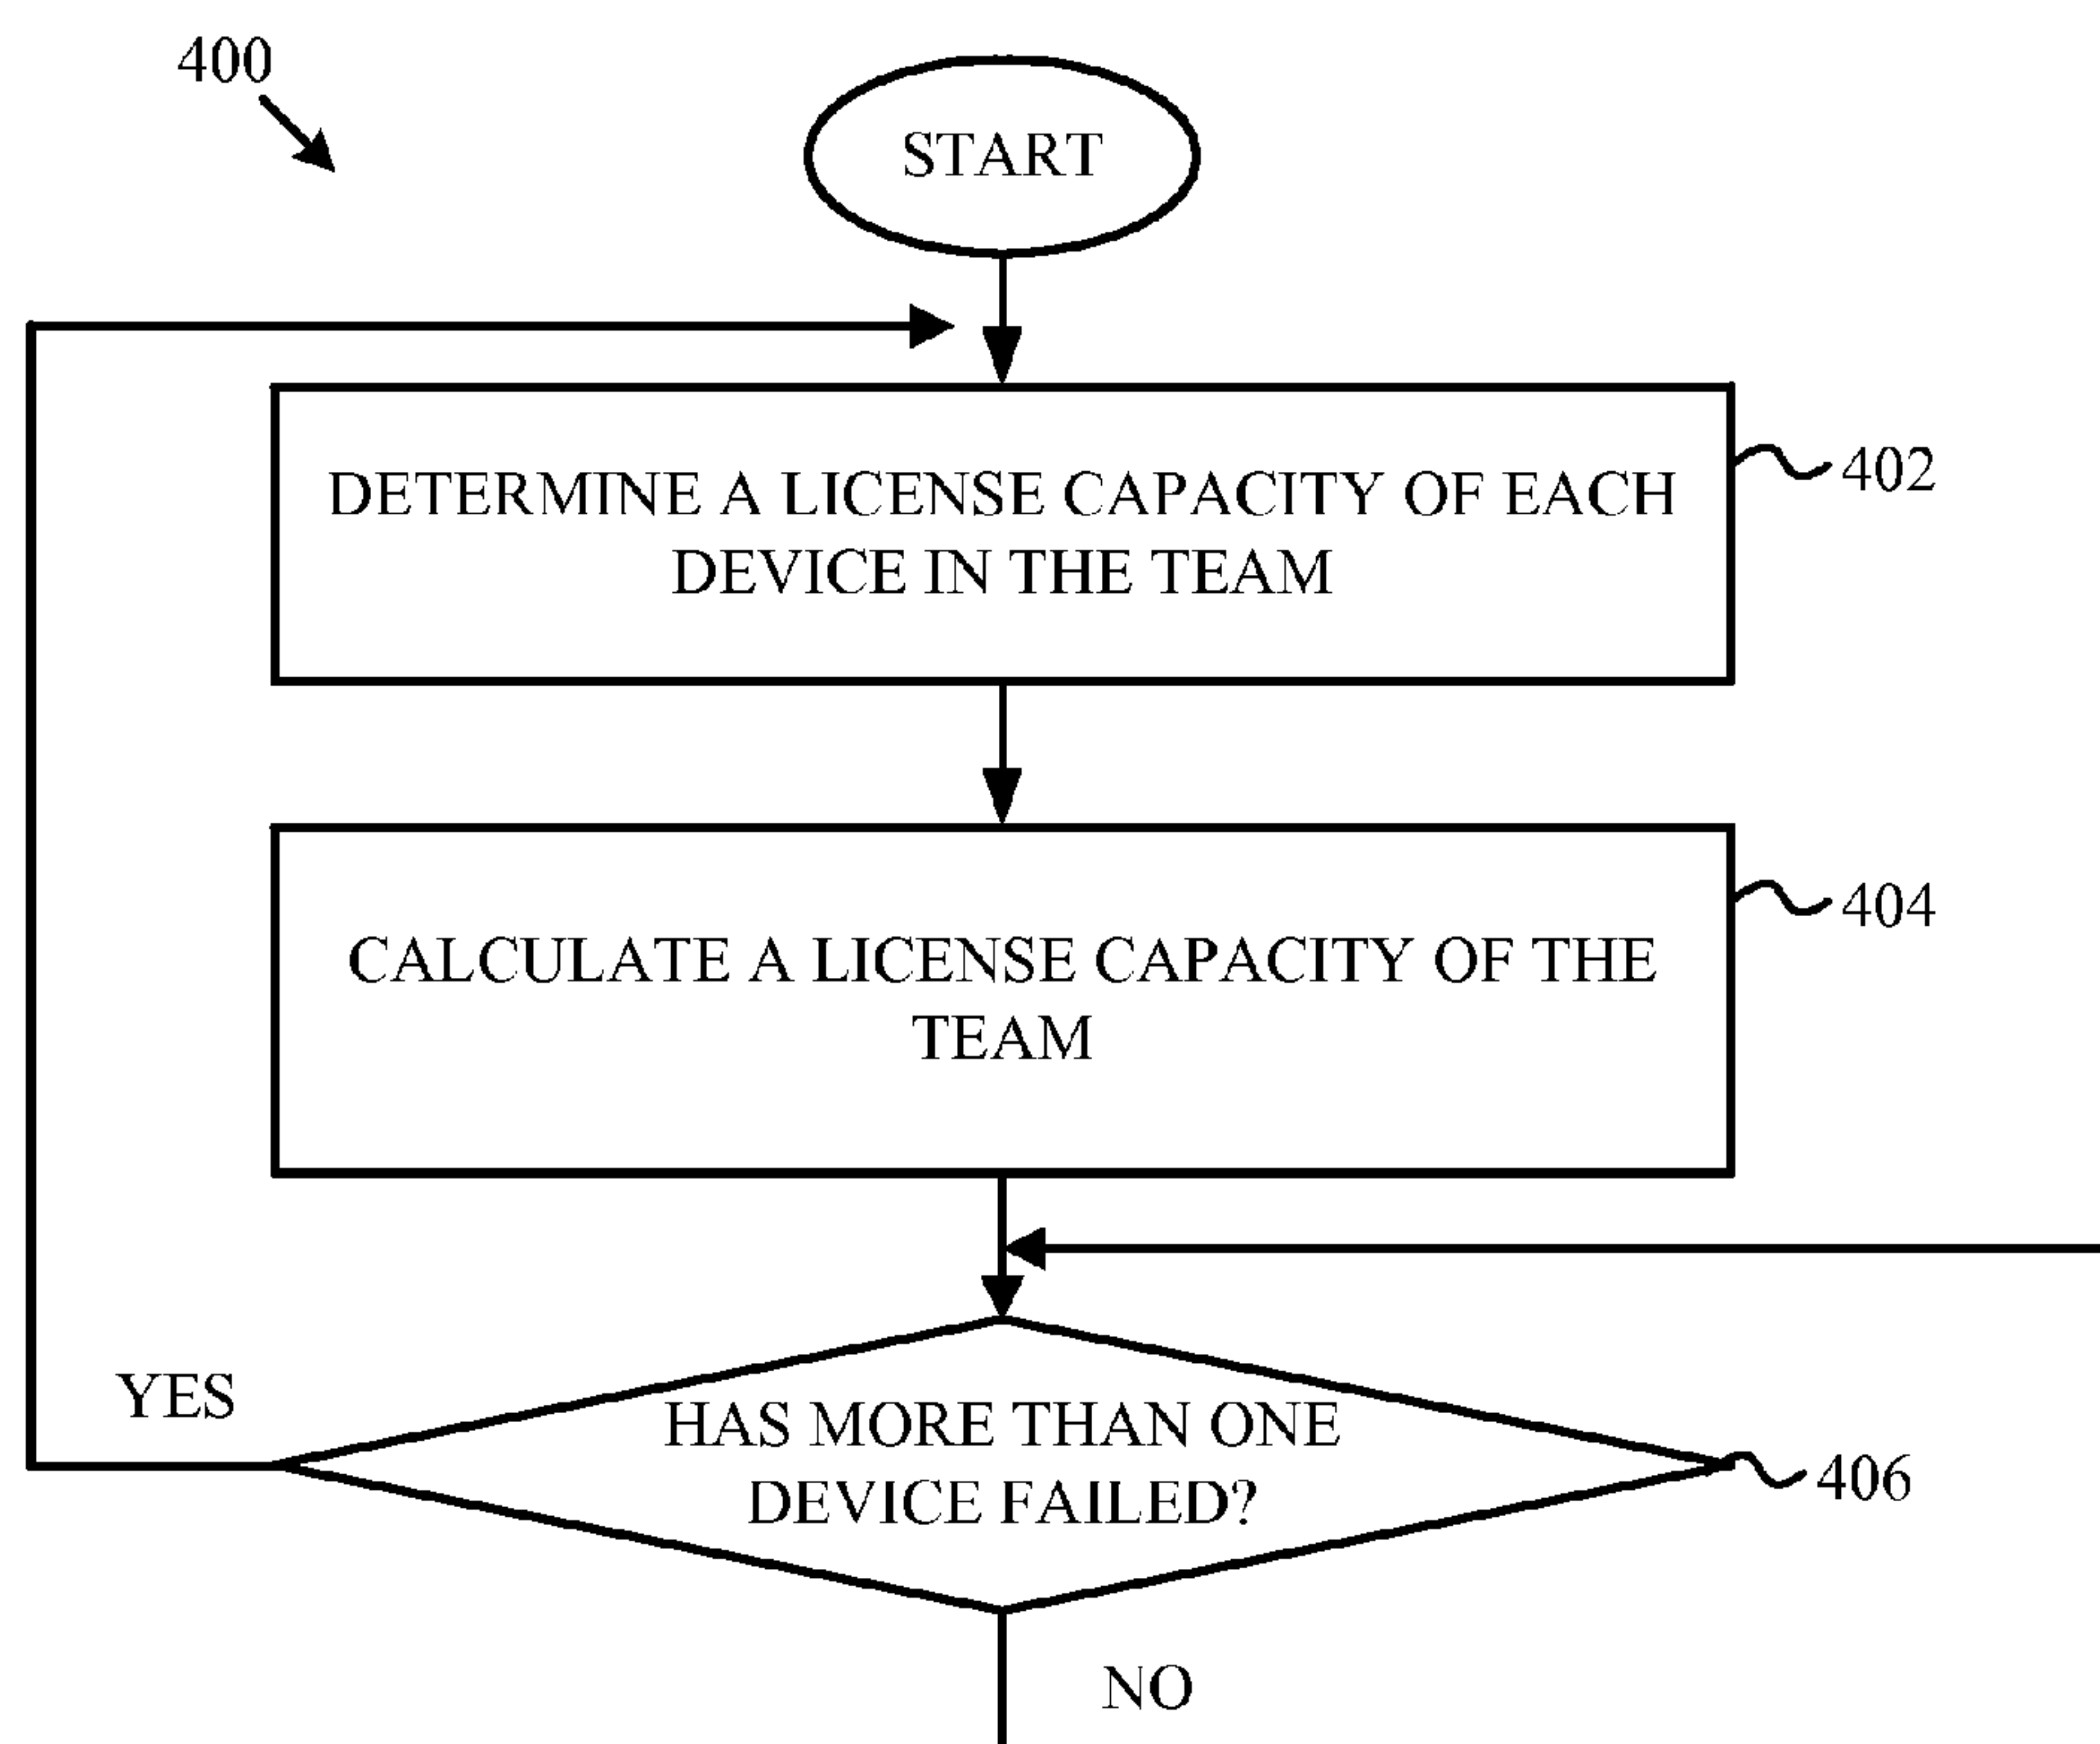 400
START
DETERMINE A LICENSE CAPACITY OF EACH
DEVICE IN THE TEAM
402
CALCULATE A LICENSE CAPACITY OF THE
TEAM
404
YES
HAS MORE THAN ONE
DEVICE FAILED?
406
NO